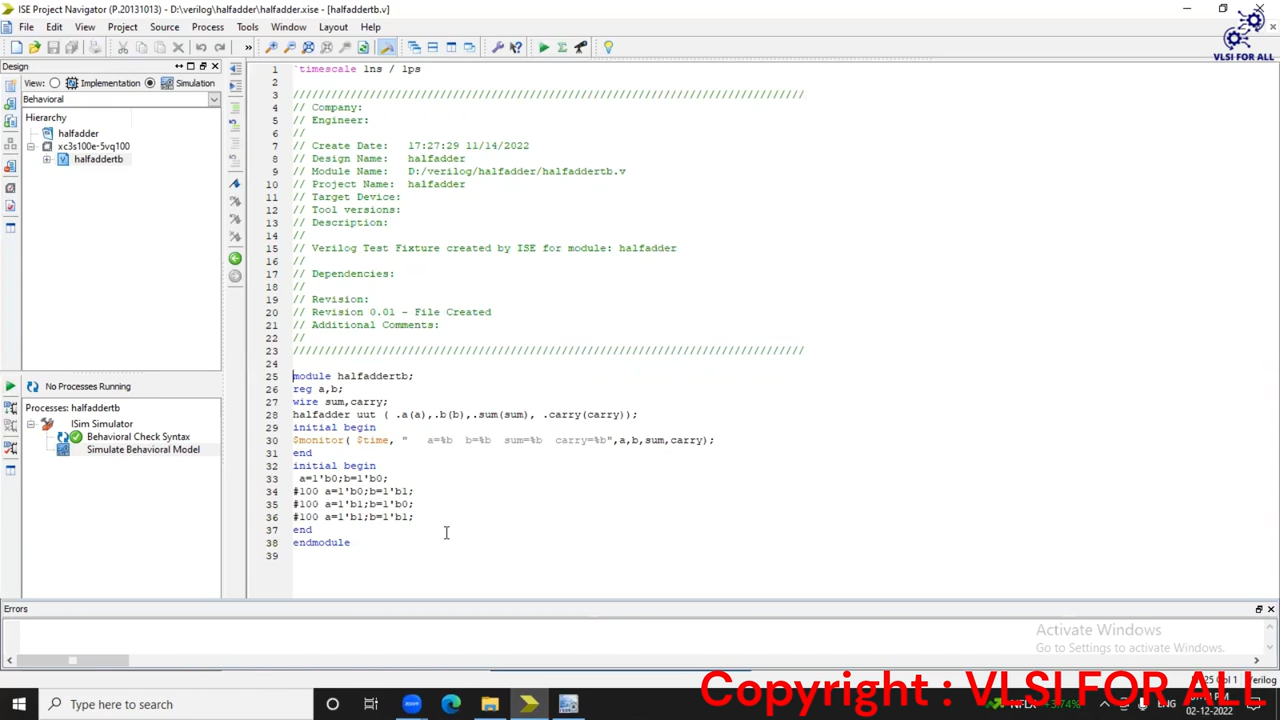 ISE Project Navigator (P.20131013) - D:\verilog\halfadder\halfadder.xise - [halfaddertb.v]
File Edit View Project Source Process Tools Window Layout Help
VLSI FOR ALL
Design
View: Implementation Simulation
Behavioral
Hierarchy
halfadder
xc3s100e-5vq100
halfaddertb
No Processes Running
Processes: halfaddertb
ISim Simulator
Behavioral Check Syntax
Simulate Behavioral Model
1 `timescale 1ns / 1ps
2
3 ////////////////////////////////////////////////////////////////////////////////
4 // Company:
5 // Engineer:
6 //
7 // Create Date: 17:27:29 11/14/2022
8 // Design Name: halfadder
9 // Module Name: D:/verilog/halfadder/halfaddertb.v
10 // Project Name: halfadder
11 // Target Device:
12 // Tool versions:
13 // Description:
14 //
15 // Verilog Test Fixture created by ISE for module: halfadder
16 //
17 // Dependencies:
18 //
19 // Revision:
20 // Revision 0.01 - File Created
21 // Additional Comments:
22 //
23 ////////////////////////////////////////////////////////////////////////////////
24
25 module halfaddertb;
26 reg a,b;
27 wire sum,carry;
28 halfadder uut ( .a(a),.b(b),.sum(sum), .carry(carry));
29 initial begin
30 $monitor( $time, " a=%b b=%b sum=%b carry=%b",a,b,sum,carry);
31 end
32 initial begin
33 a=1'b0;b=1'b0;
34 #100 a=1'b0;b=1'b1;
35 #100 a=1'b1;b=1'b0;
36 #100 a=1'b1;b=1'b1;
37 end
38 endmodule
39
Errors
Activate Windows
Go to Settings to activate Windows.
Verilog
Type here to search
+3.74%
ENG
02-12-2022
Copyright : VLSI FOR ALL